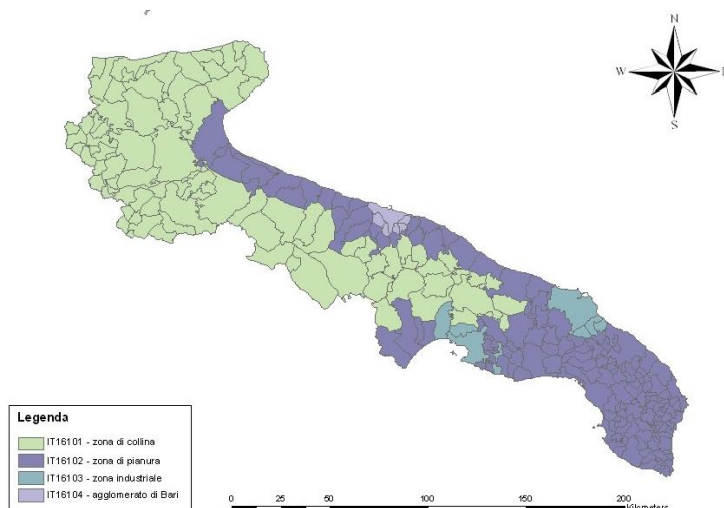 N
W
S
Legenda
IT16101 - zona di collina
IT16102 - zona di pianura
IT16103 - zona industriale
IT16104 - agglomerato di Bari
0 50 100 150 200
Kilometers